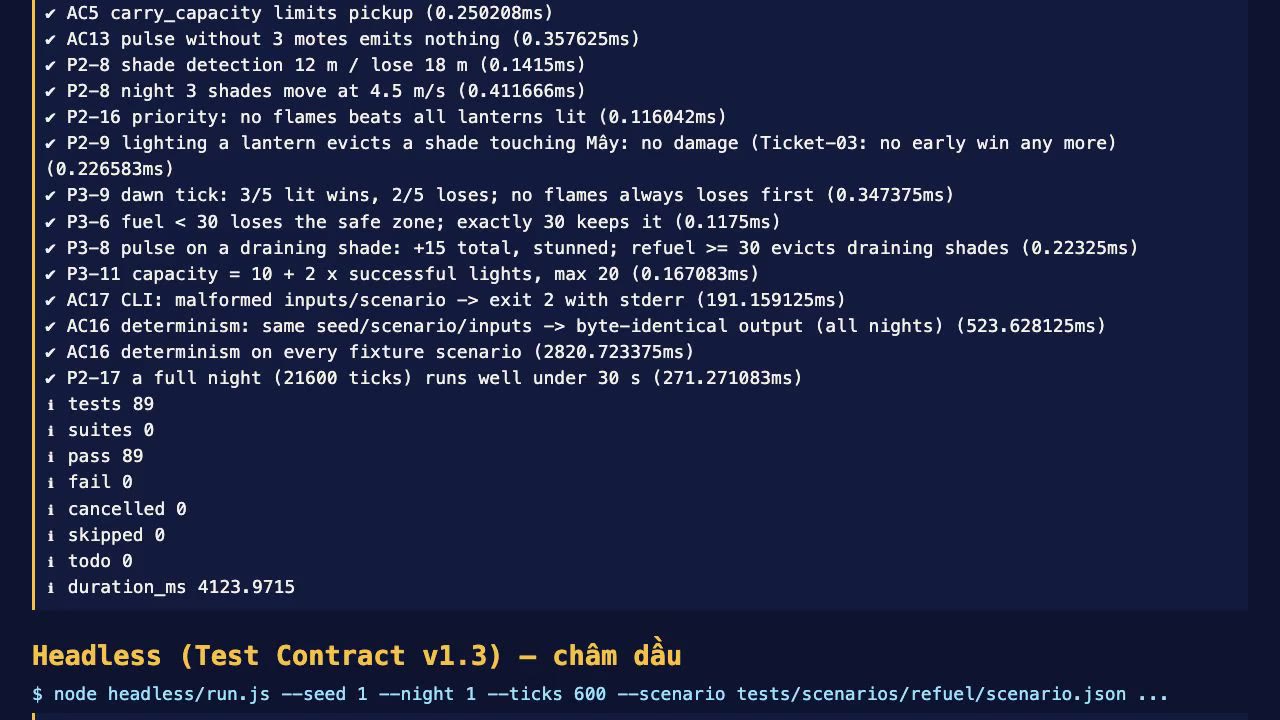 ✔ AC5 carry_capacity limits pickup (0.250208ms)
✔ AC13 pulse without 3 motes emits nothing (0.357625ms)
✔ P2-8 shade detection 12 m / lose 18 m (0.1415ms)
✔ P2-8 night 3 shades move at 4.5 m/s (0.411666ms)
✔ P2-16 priority: no flames beats all lanterns lit (0.116042ms)
✔ P2-9 lighting a lantern evicts a shade touching Mây: no damage (Ticket-03: no early win any more)
(0.226583ms)
✔ P3-9 dawn tick: 3/5 lit wins, 2/5 loses; no flames always loses first (0.347375ms)
✔ P3-6 fuel < 30 loses the safe zone; exactly 30 keeps it (0.1175ms)
✔ P3-8 pulse on a draining shade: +15 total, stunned; refuel >= 30 evicts draining shades (0.22325ms)
✔ P3-11 capacity = 10 + 2 x successful lights, max 20 (0.167083ms)
✔ AC17 CLI: malformed inputs/scenario -> exit 2 with stderr (191.159125ms)
✔ AC16 determinism: same seed/scenario/inputs -> byte-identical output (all nights) (523.628125ms)
✔ AC16 determinism on every fixture scenario (2820.723375ms)
✔ P2-17 a full night (21600 ticks) runs well under 30 s (271.271083ms)
ℹ tests 89
ℹ suites 0
ℹ pass 89
ℹ fail 0
ℹ cancelled 0
ℹ skipped 0
ℹ todo 0
ℹ duration_ms 4123.9715
Headless (Test Contract v1.3) — châm dầu
$ node headless/run.js --seed 1 --night 1 --ticks 600 --scenario tests/scenarios/refuel/scenario.json ...